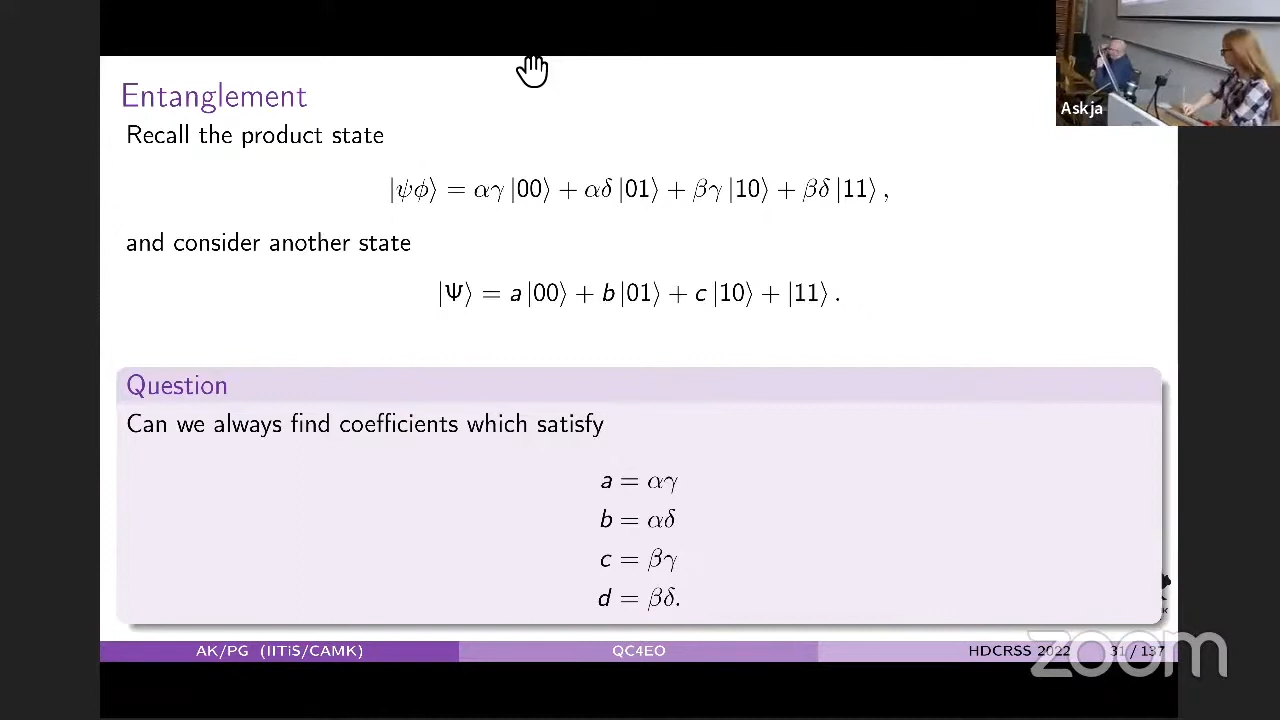 Entanglement
Recall the product state
|ψϕ⟩ = αγ |00⟩ + αδ |01⟩ + βγ |10⟩ + βδ |11⟩ ,
and consider another state
|Ψ⟩ = a |00⟩ + b |01⟩ + c |10⟩ + |11⟩ .
Question
Can we always find coefficients which satisfy
a = αγ
b = αδ
c = βγ
d = βδ.
AK/PG (IITiS/CAMK) QC4EO HDCRSS 2022 31 / 137
Askja
zoom